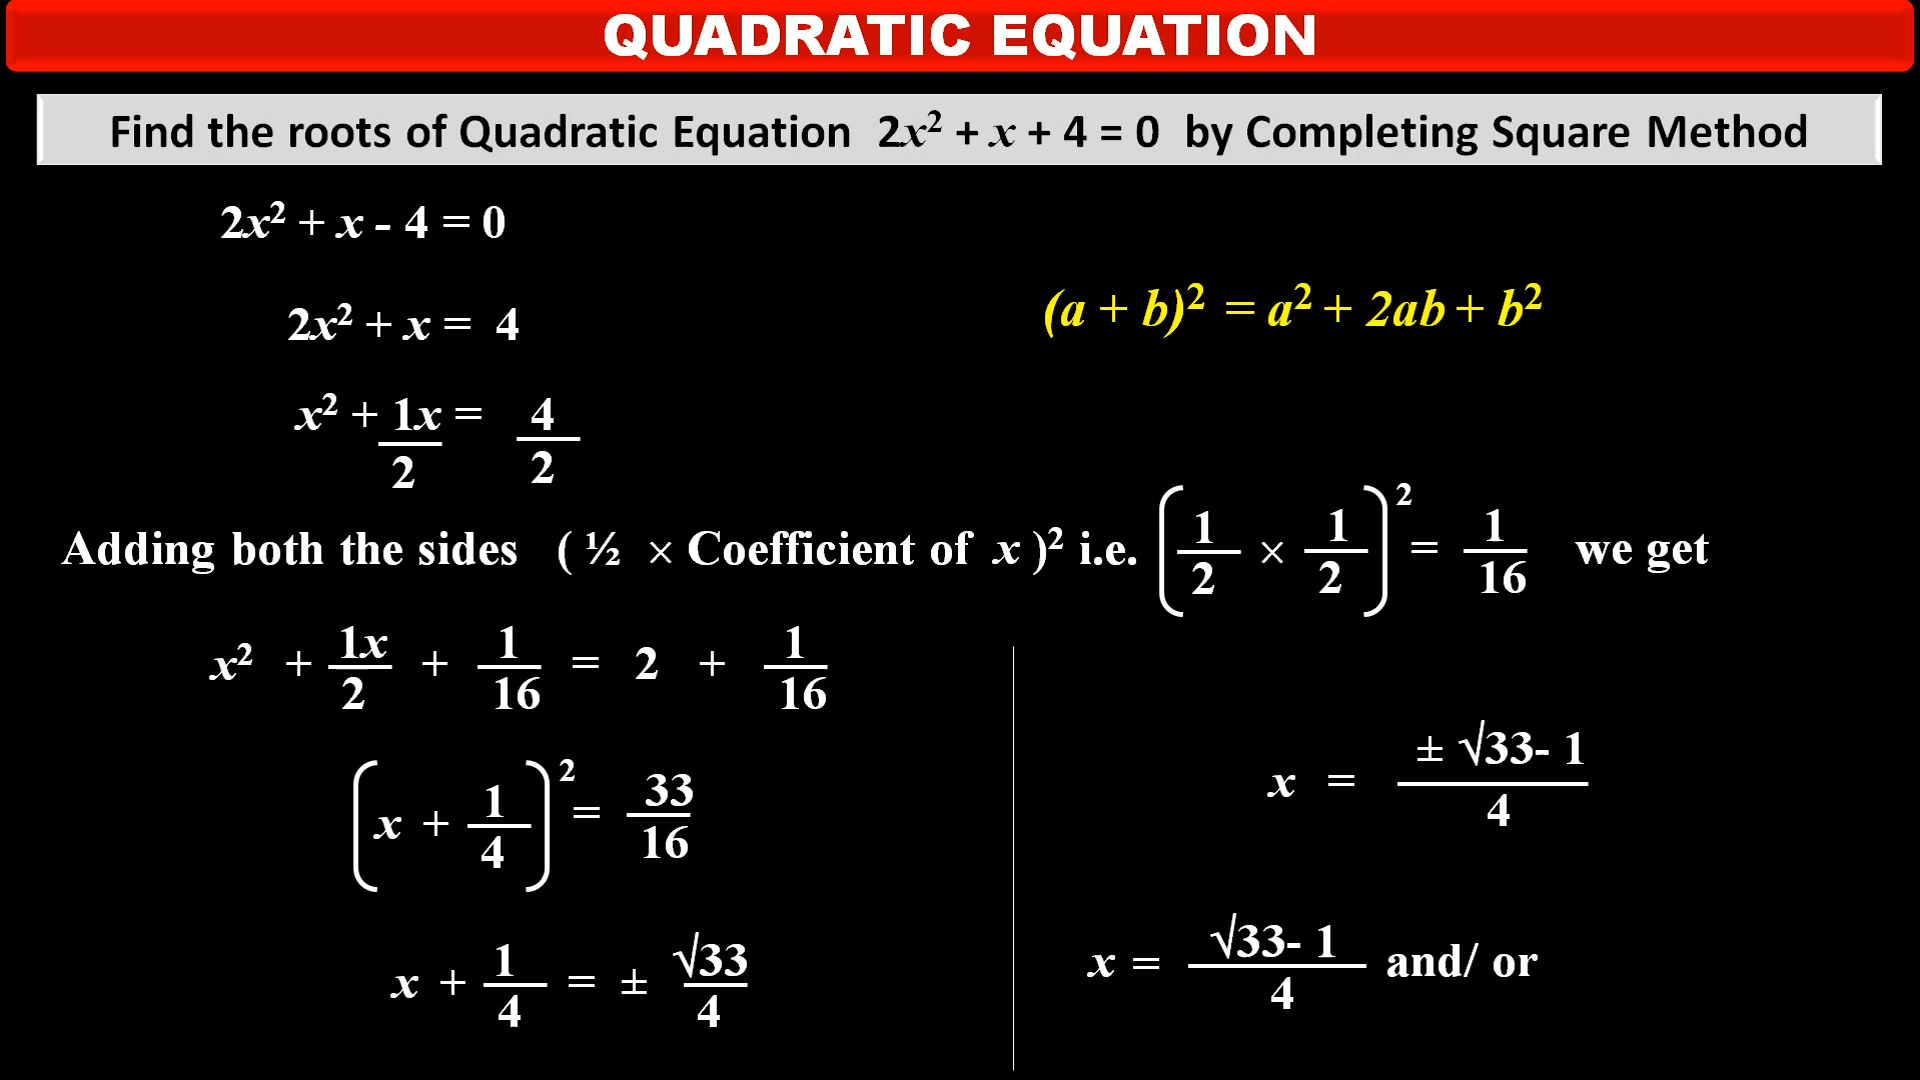 QUADRATIC EQUATION
Find the roots of Quadratic Equation 2x² + x + 4 = 0 by Completing Square Method
2x² + x - 4 = 0
2x² + x = 4
(a + b)² = a² + 2ab + b²
x² + 1x/2 = 4/2
Adding both the sides ( ½ × Coefficient of x )² i.e. (1/2 × 1/2)² = 1/16 we get
x² + 1x/2 + 1/16 = 2 + 1/16
(x + 1/4)² = 33/16
x + 1/4 = ± √33/4
x = ± √33- 1/4
x = √33- 1/4 and/ or